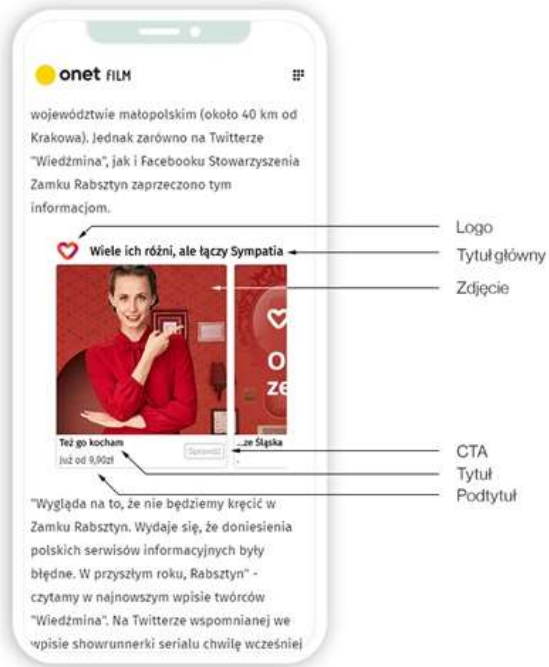 onet FILM
województwie małopolskim (około 40 km od
Krakowa). Jednak zarówno na Twitterze
"Wiedźmina", jak i Facebooku Stowarzyszenia
Zamku Rabsztyn zaprzeczono tym
informacjom.
Wiele ich różni, ale łączy Sympatia
O
ze
Też go kocham
Już od 9,90zł
Sprawdź
...ze Śląska
-
"Wygląda na to, że nie będziemy kręcić w
Zamku Rabsztyn. Wydaje się, że doniesienia
polskich serwisów informacyjnych były
błędne. W przyszłym roku, Rabsztyn" -
czytamy w najnowszym wpisie twórców
"Wiedźmina". Na Twitterze wspomnianej we
wpisie showrunnerki serialu chwilę wcześniej
Logo
Tytuł główny
Zdjęcie
CTA
Tytuł
Podtytuł